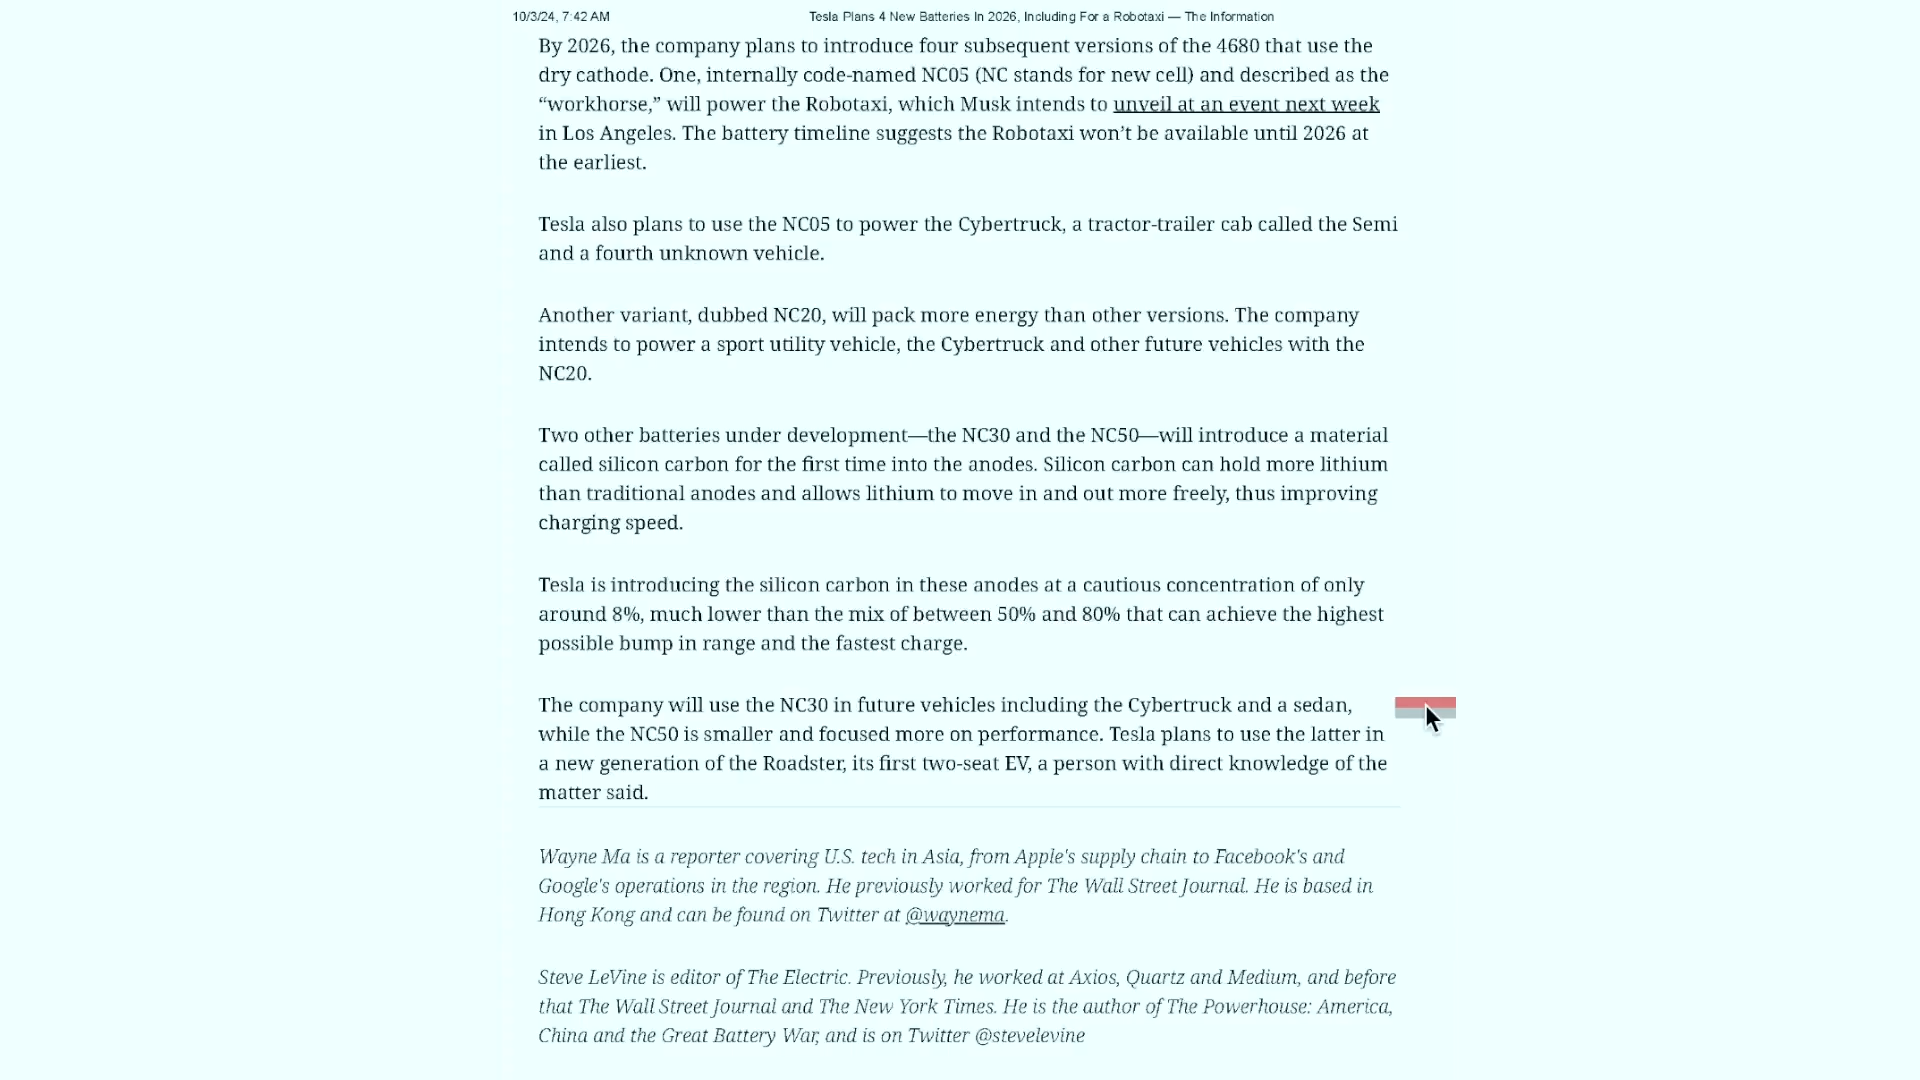 10/3/24, 7:42 AM
Tesla Plans 4 New Batteries In 2026, Including For a Robotaxi — The Information
By 2026, the company plans to introduce four subsequent versions of the 4680 that use the
dry cathode. One, internally code-named NC05 (NC stands for new cell) and described as the
“workhorse,” will power the Robotaxi, which Musk intends to unveil at an event next week
in Los Angeles. The battery timeline suggests the Robotaxi won’t be available until 2026 at
the earliest.
Tesla also plans to use the NC05 to power the Cybertruck, a tractor-trailer cab called the Semi
and a fourth unknown vehicle.
Another variant, dubbed NC20, will pack more energy than other versions. The company
intends to power a sport utility vehicle, the Cybertruck and other future vehicles with the
NC20.
Two other batteries under development—the NC30 and the NC50—will introduce a material
called silicon carbon for the first time into the anodes. Silicon carbon can hold more lithium
than traditional anodes and allows lithium to move in and out more freely, thus improving
charging speed.
Tesla is introducing the silicon carbon in these anodes at a cautious concentration of only
around 8%, much lower than the mix of between 50% and 80% that can achieve the highest
possible bump in range and the fastest charge.
The company will use the NC30 in future vehicles including the Cybertruck and a sedan,
while the NC50 is smaller and focused more on performance. Tesla plans to use the latter in
a new generation of the Roadster, its first two-seat EV, a person with direct knowledge of the
matter said.
Wayne Ma is a reporter covering U.S. tech in Asia, from Apple's supply chain to Facebook's and
Google's operations in the region. He previously worked for The Wall Street Journal. He is based in
Hong Kong and can be found on Twitter at @waynema.
Steve LeVine is editor of The Electric. Previously, he worked at Axios, Quartz and Medium, and before
that The Wall Street Journal and The New York Times. He is the author of The Powerhouse: America,
China and the Great Battery War, and is on Twitter @stevelevine